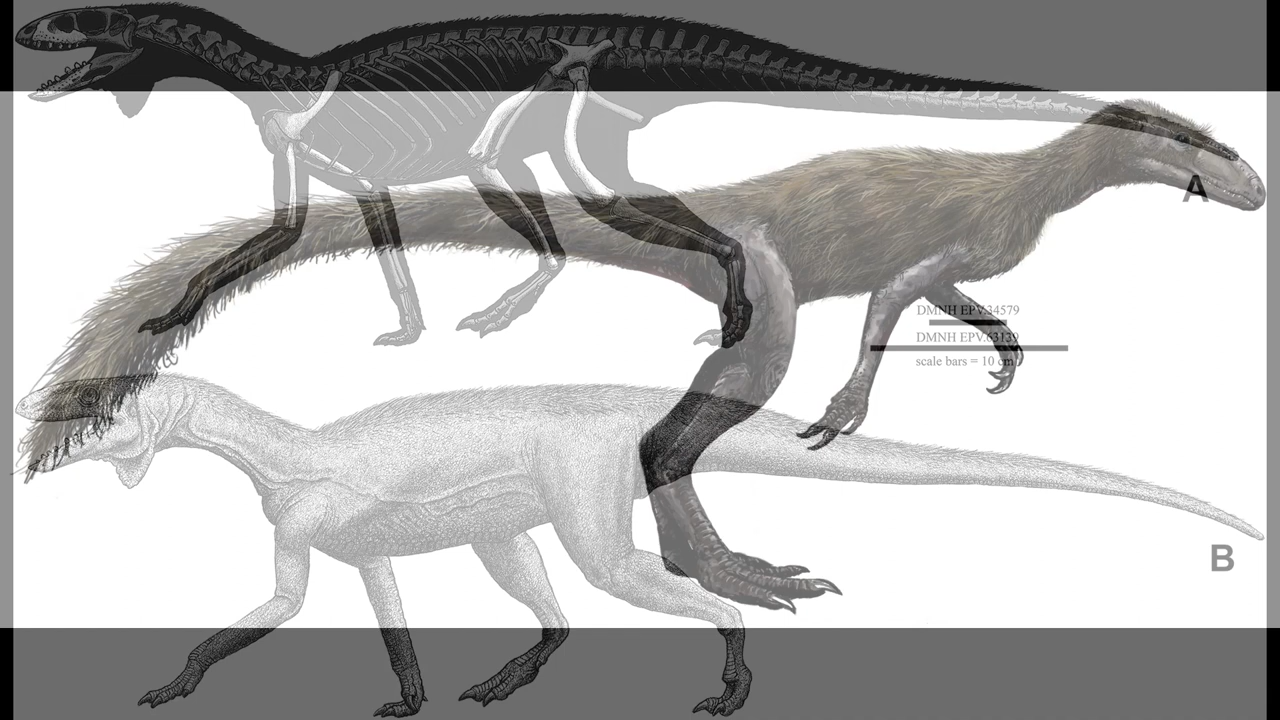 A
DMNH EPV.34579
DMNH EPV.63139
scale bars = 10 cm
B